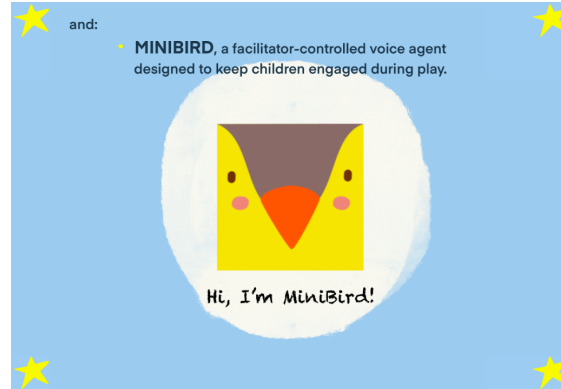 and:
MINIBIRD, a facilitator-controlled voice agent
designed to keep children engaged during play.
Hi, I'm MiniBird!